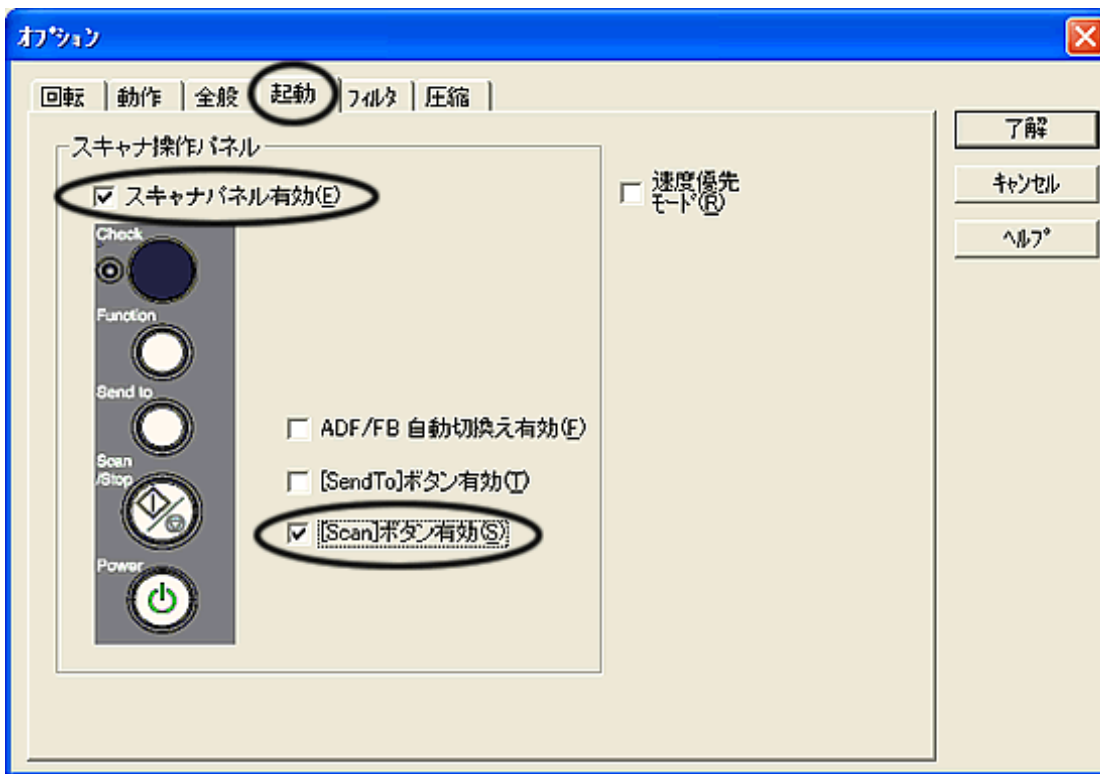 オプション
回転 動作 全般 起動 フィルタ 圧縮
スキャナ操作パネル
スキャナパネル有効(E)
Check
Function
Send to
Scan
/Stop
Power
ADF/FB 自動切換え有効(F)
[SendTo]ボタン有効(T)
[Scan]ボタン有効(S)
速度優先
モード(R)
了解
キャンセル
ヘルプ